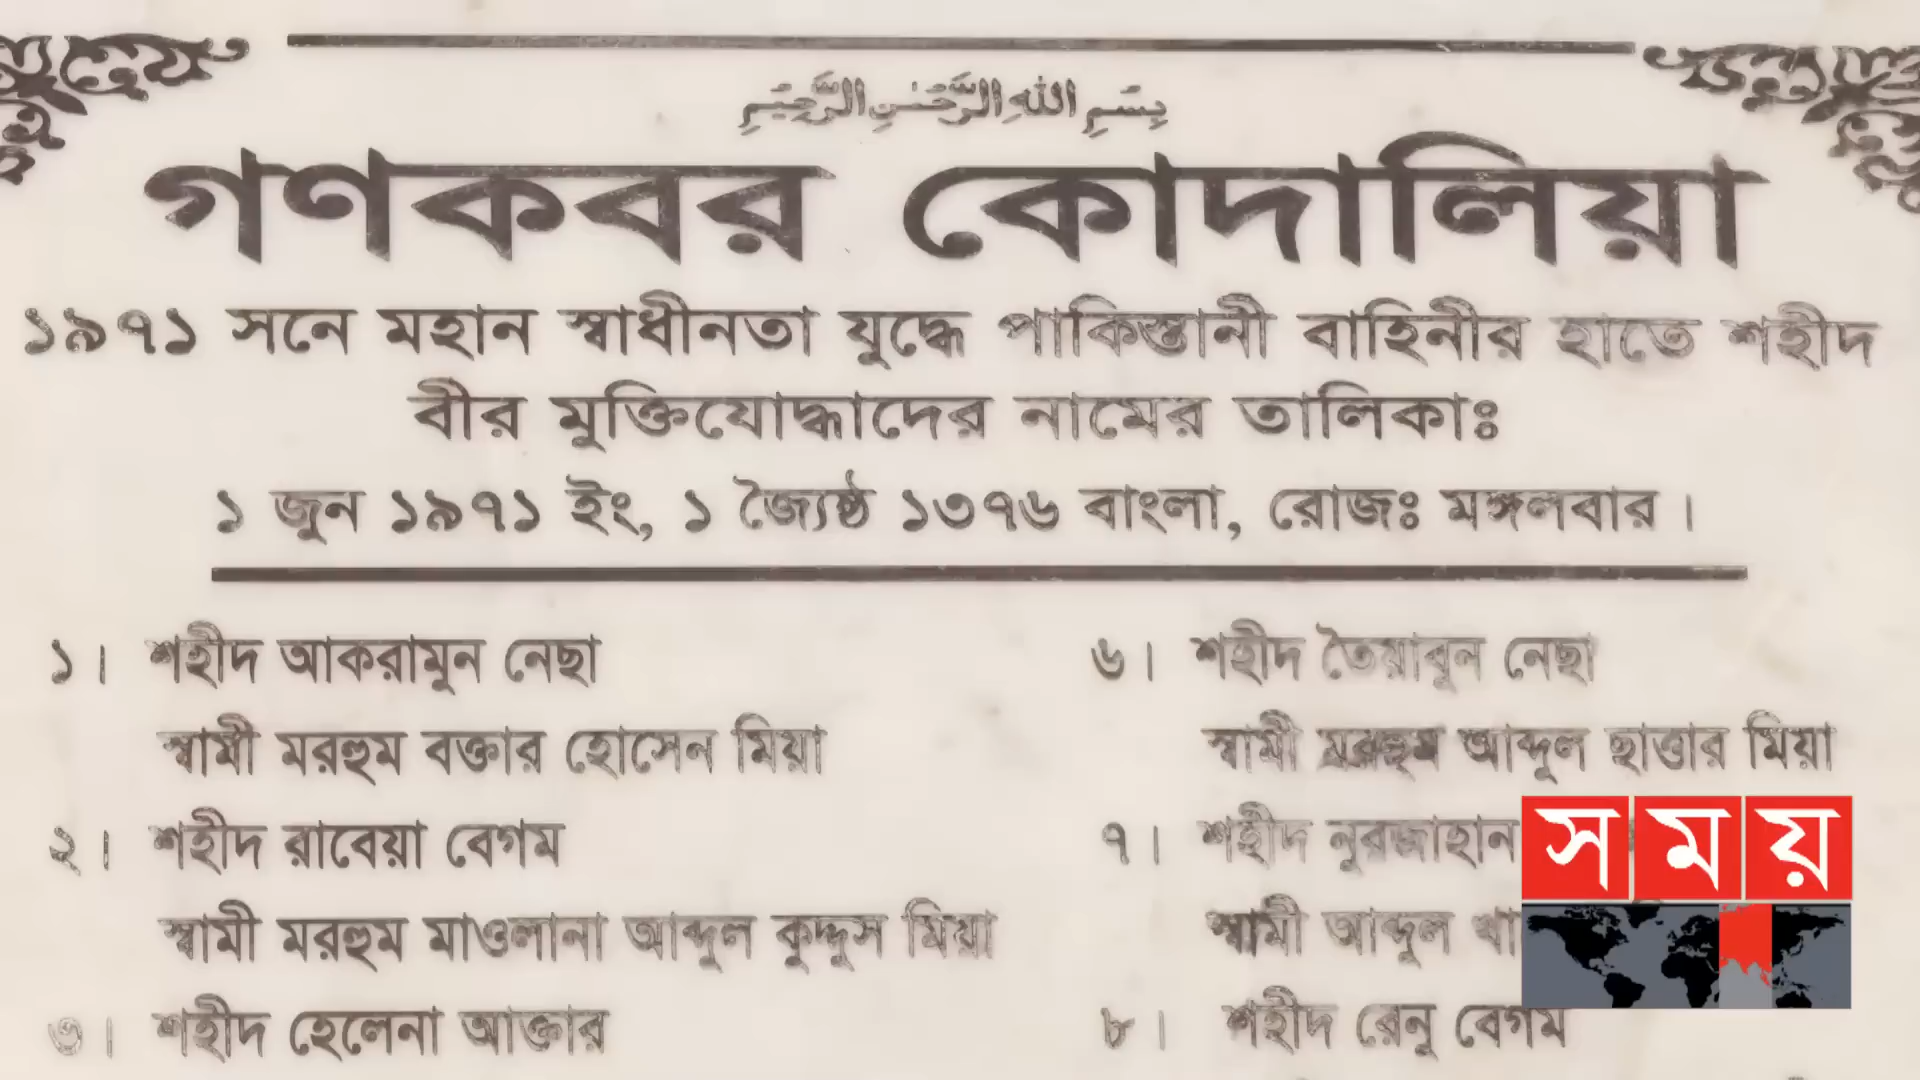 بِسْمِ اللهِ الرَّحْمٰنِ الرَّحِيْمِ
গণকবর কোদালিয়া
১৯৭১ সনে মহান স্বাধীনতা যুদ্ধে পাকিস্তানী বাহিনীর হাতে শহীদ
বীর মুক্তিযোদ্ধাদের নামের তালিকাঃ
১ জুন ১৯৭১ ইং, ১ জ্যৈষ্ঠ ১৩৭৬ বাংলা, রোজঃ মঙ্গলবার।
১। শহীদ আকরামুন নেছা
স্বামী মরহুম বক্তার হোসেন মিয়া
২। শহীদ রাবেয়া বেগম
স্বামী মরহুম মাওলানা আব্দুল কুদ্দুস মিয়া
৩। শহীদ হেলেনা আক্তার
৬। শহীদ তৈয়াবুন নেছা
স্বামী মরহুম আব্দুল ছাত্তার মিয়া
৭। শহীদ নুরজাহান
স্বামী আব্দুল
৮। শহীদ রেনু বেগম
সময়